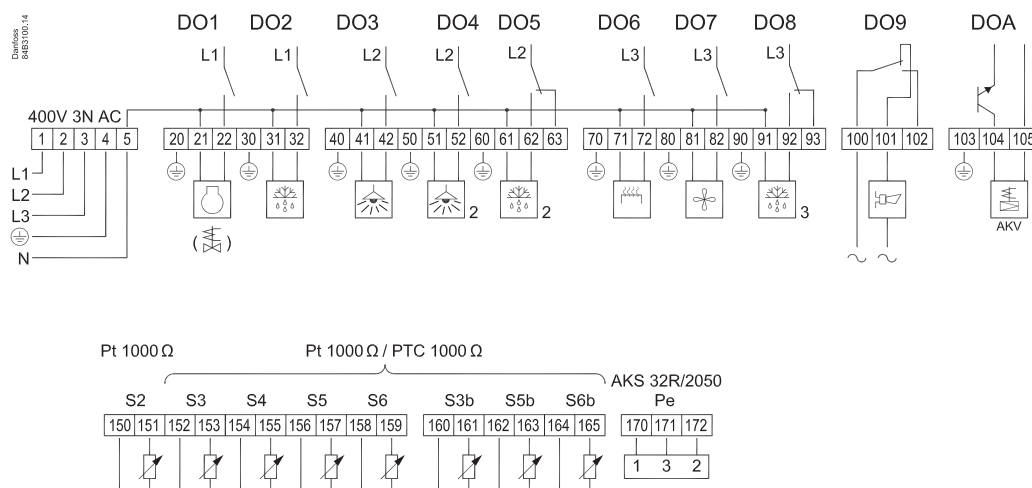 Danfoss
84B3100.14
DO1 DO2 DO3 DO4 DO5 DO6 DO7 DO8 DO9 DOA
L1 L1 L2 L2 L2 L3 L3 L3
400V 3N AC
1 2 3 4 5 20 21 22 30 31 32 40 41 42 50 51 52 60 61 62 63 70 71 72 80 81 82 90 91 92 93 100 101 102 103 104 105
L1
L2
L3
N
2 2 3
( )
AKV
Pt 1000 Ω Pt 1000 Ω / PTC 1000 Ω
AKS 32R/2050
S2 S3 S4 S5 S6 S3b S5b S6b Pe
150 151 152 153 154 155 156 157 158 159 160 161 162 163 164 165 170 171 172
1 3 2